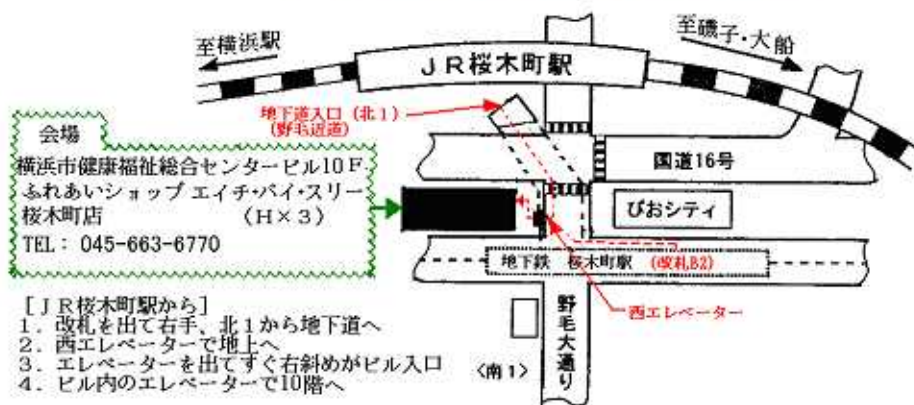 至横浜駅
JR桜木町駅
至磯子・大船
地下道入口(北1)
(野毛近道)
会場
横浜市健康福祉総合センタービル10F
ふれあいショップ エイチ・バイ・スリー
桜木町店 (H×3)
TEL: 045-663-6770
国道16号
ぴおシティ
地下鉄 桜木町駅 (改札B2)
西エレベーター
野毛大通り
<南1>
[JR桜木町駅から]
1. 改札を出て右手、北1から地下道へ
2. 西エレベーターで地上へ
3. エレベーターを出てすぐ右斜めがビル入口
4. ビル内のエレベーターで10階へ